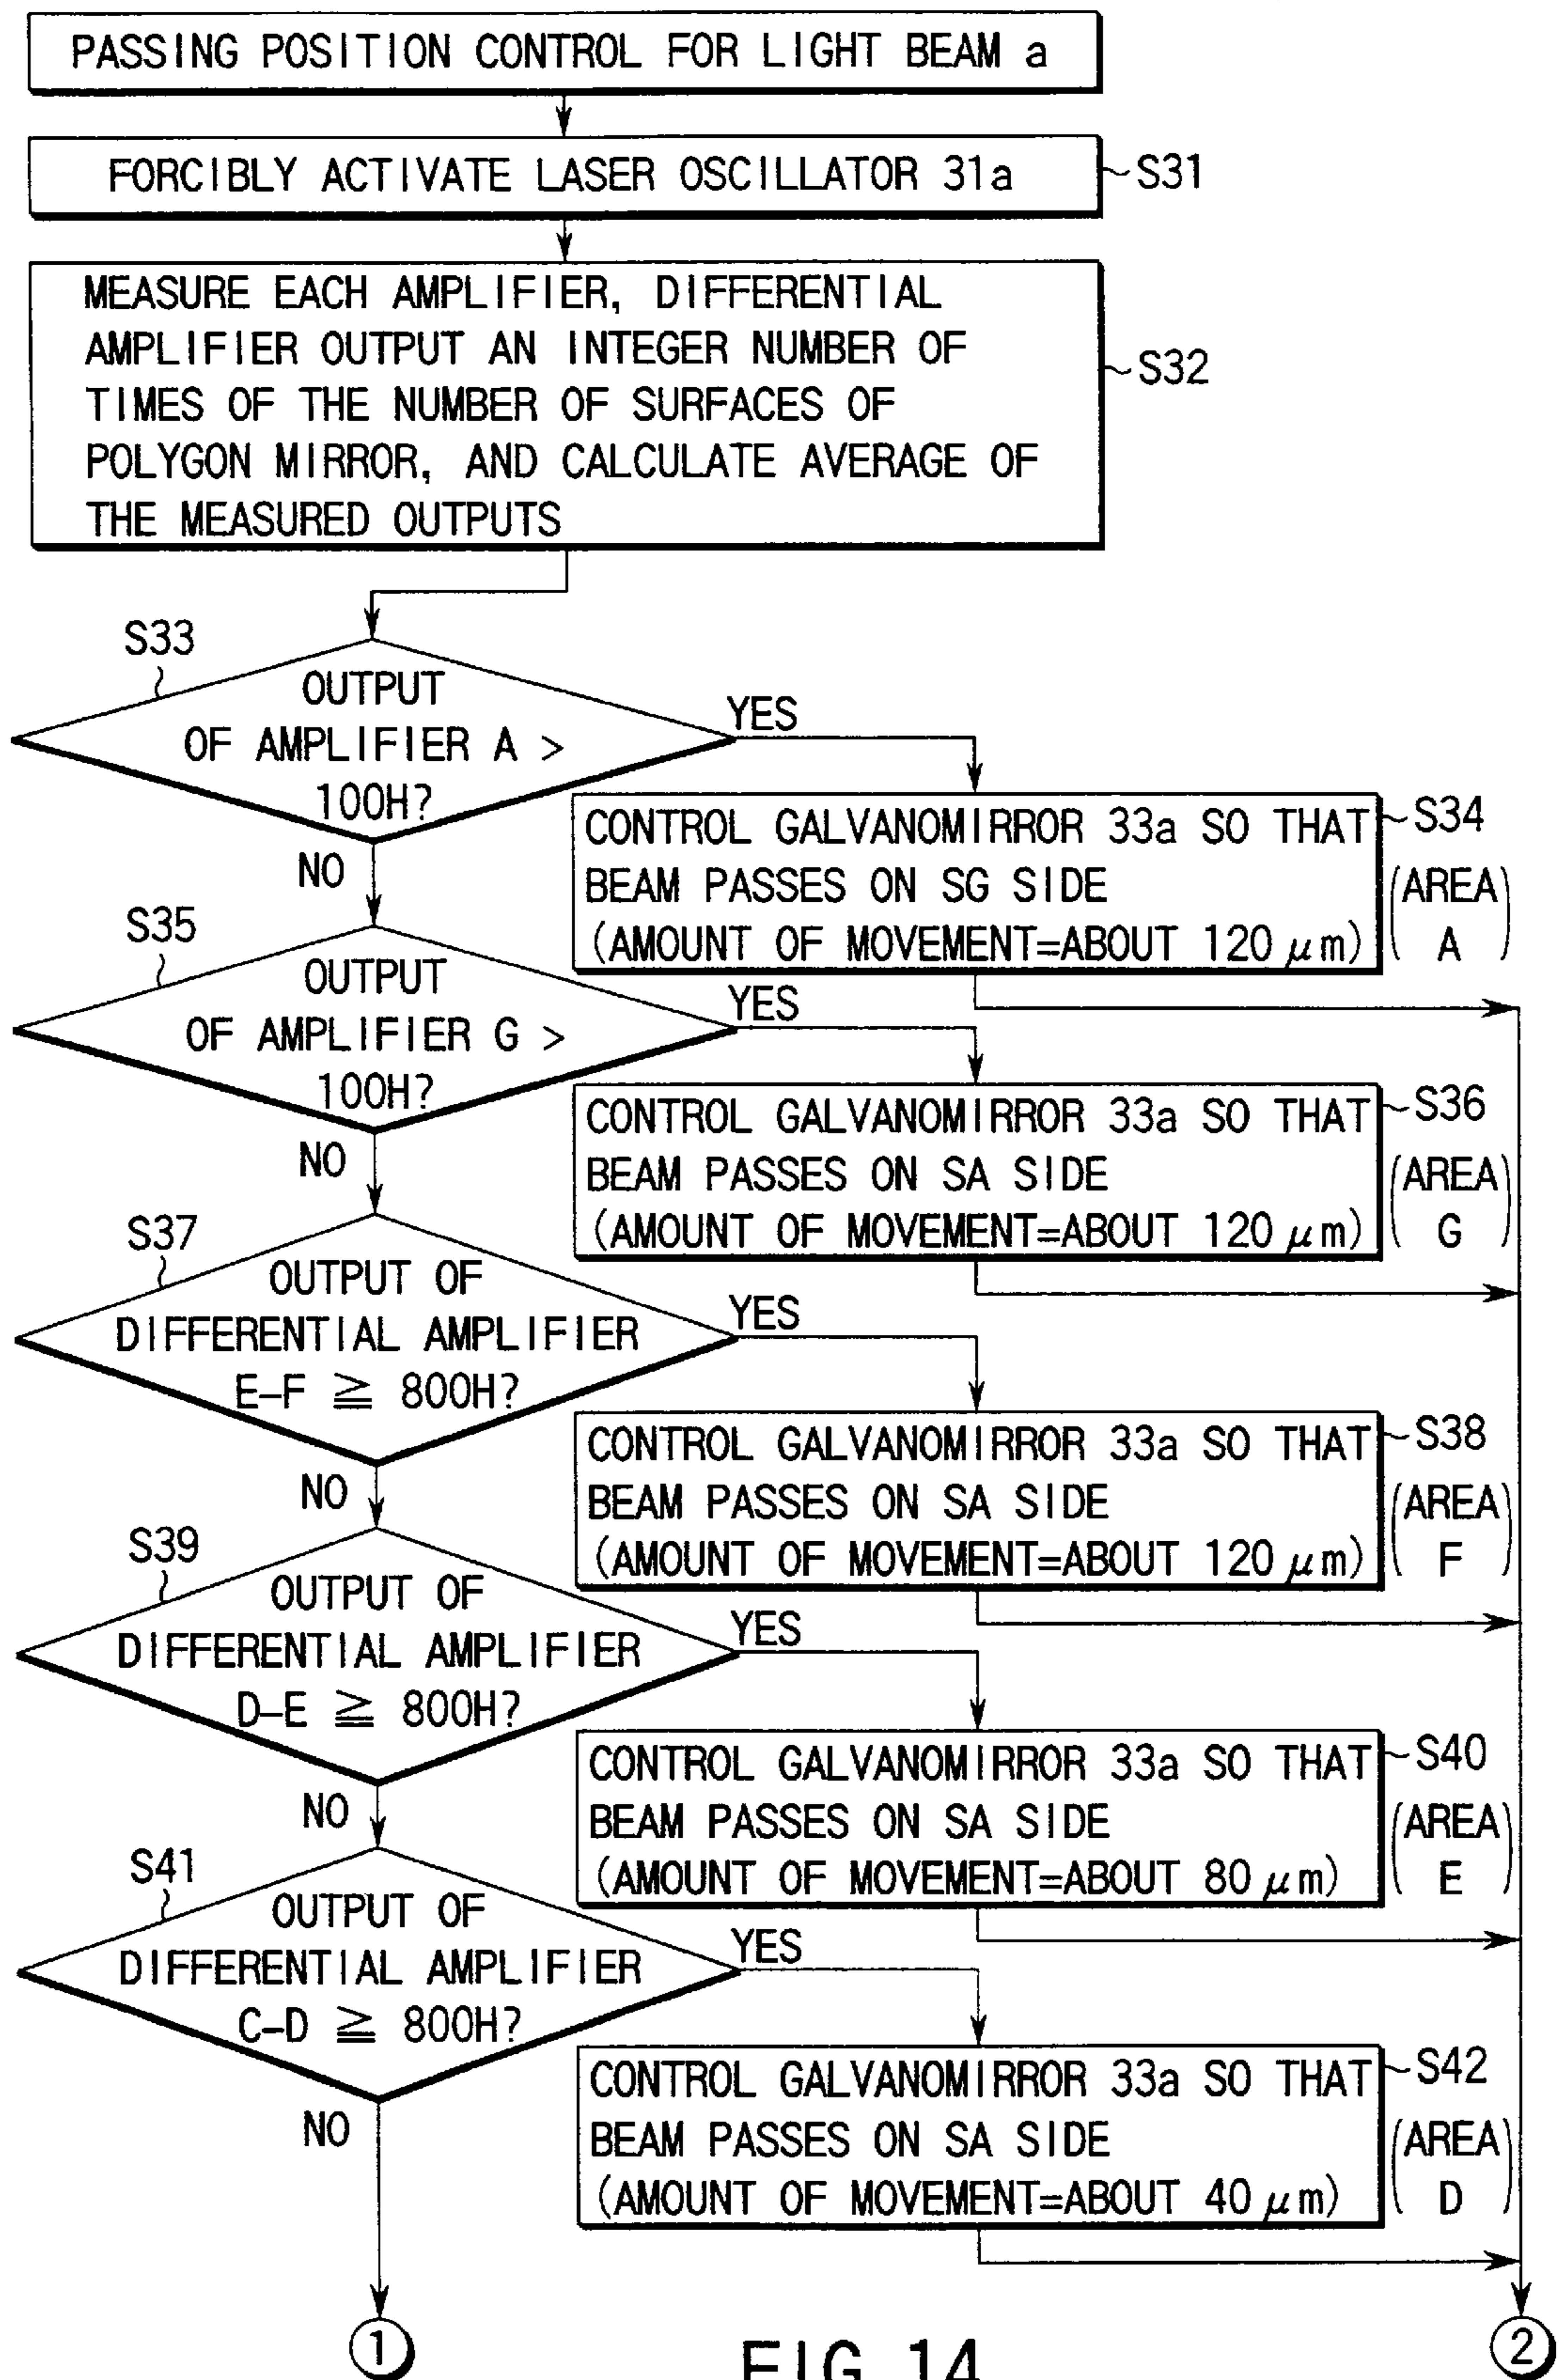 PASSING POSITION CONTROL FOR LIGHT BEAM a
FORCIBLY ACTIVATE LASER OSCILLATOR 31a
S31
MEASURE EACH AMPLIFIER, DIFFERENTIAL
AMPLIFIER OUTPUT AN INTEGER NUMBER OF
TIMES OF THE NUMBER OF SURFACES OF
POLYGON MIRROR, AND CALCULATE AVERAGE OF
THE MEASURED OUTPUTS
S32
S33
OUTPUT
OF AMPLIFIER A >
100H?
YES
NO
CONTROL GALVANOMIRROR 33a SO THAT
BEAM PASSES ON SG SIDE
(AMOUNT OF MOVEMENT=ABOUT 120 μm)
S34
(AREA
A)
S35
OUTPUT
OF AMPLIFIER G >
100H?
YES
NO
CONTROL GALVANOMIRROR 33a SO THAT
BEAM PASSES ON SA SIDE
(AMOUNT OF MOVEMENT=ABOUT 120 μm)
S36
(AREA
G)
S37
OUTPUT OF
DIFFERENTIAL AMPLIFIER
E-F ≧ 800H?
YES
NO
CONTROL GALVANOMIRROR 33a SO THAT
BEAM PASSES ON SA SIDE
(AMOUNT OF MOVEMENT=ABOUT 120 μm)
S38
(AREA
F)
S39
OUTPUT OF
DIFFERENTIAL AMPLIFIER
D-E ≧ 800H?
YES
NO
CONTROL GALVANOMIRROR 33a SO THAT
BEAM PASSES ON SA SIDE
(AMOUNT OF MOVEMENT=ABOUT 80 μm)
S40
(AREA
E)
S41
OUTPUT OF
DIFFERENTIAL AMPLIFIER
C-D ≧ 800H?
YES
NO
CONTROL GALVANOMIRROR 33a SO THAT
BEAM PASSES ON SA SIDE
(AMOUNT OF MOVEMENT=ABOUT 40 μm)
S42
(AREA
D)
1
2
FIG. 14